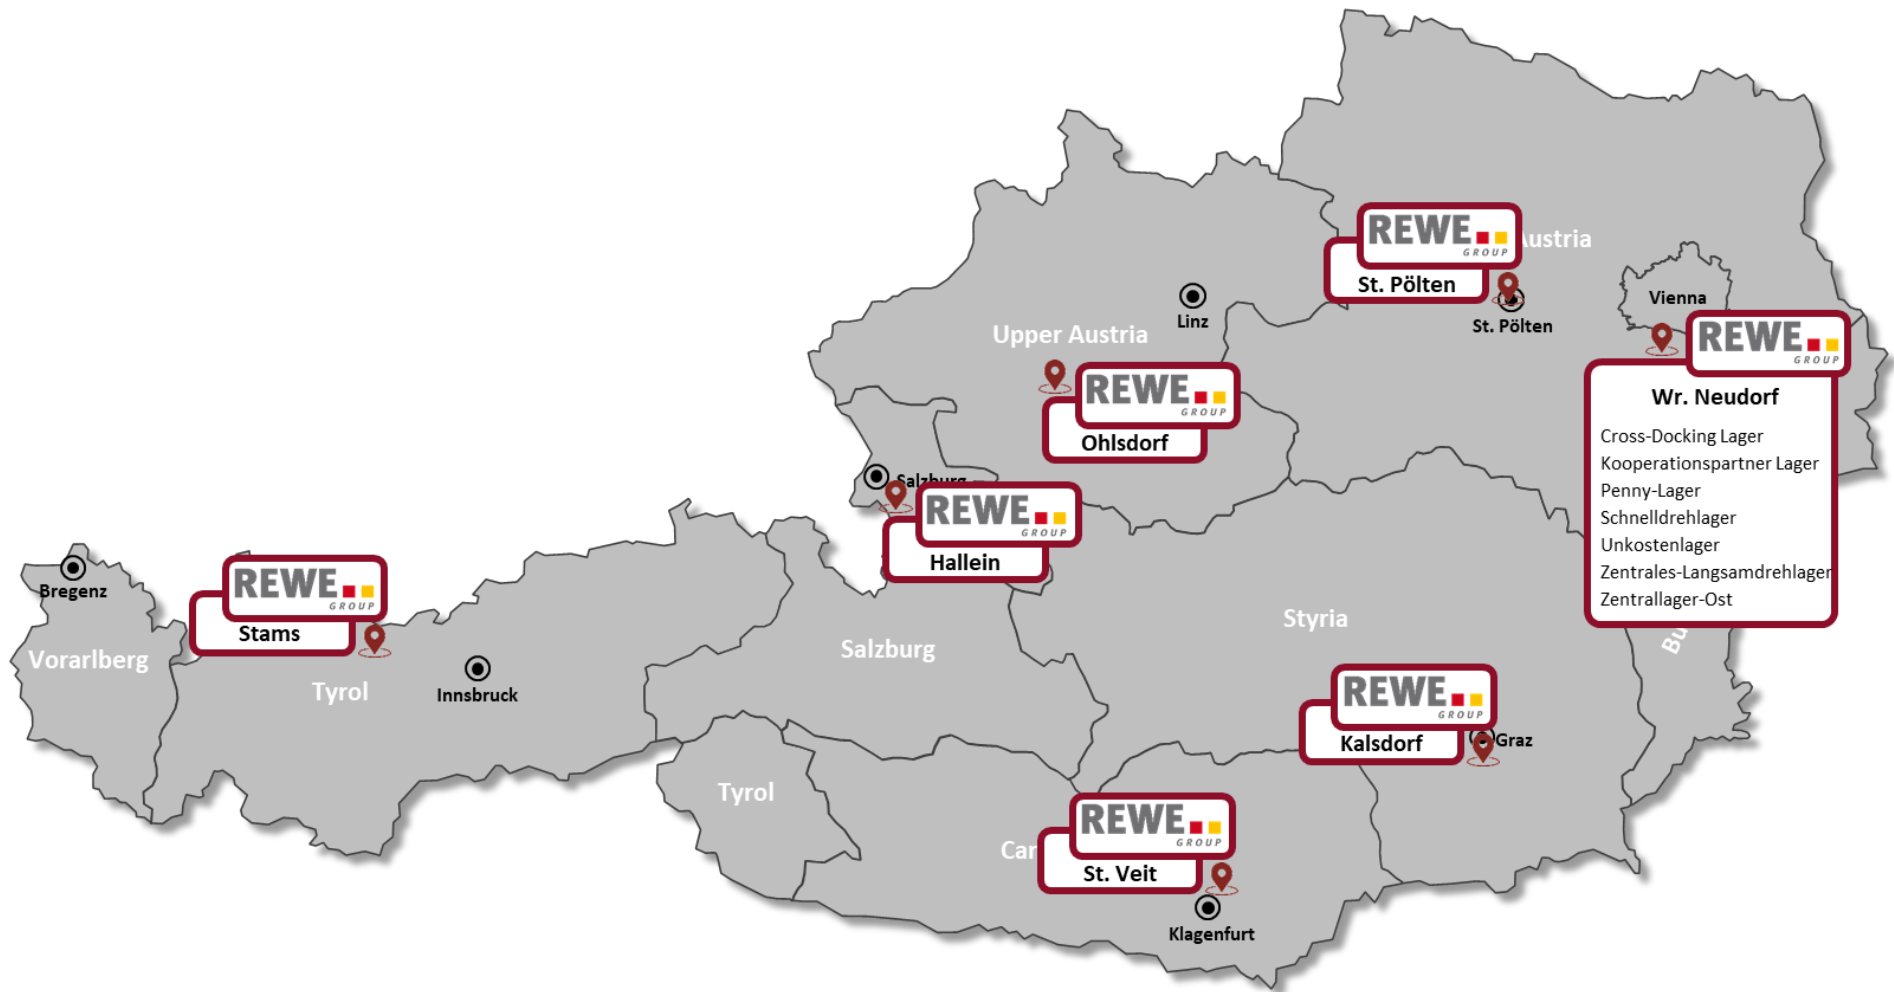 REWE
GROUP
St. Pölten
Austria
St. Pölten
Vienna
REWE
GROUP
Wr. Neudorf
Cross-Docking Lager
Kooperationspartner Lager
Penny-Lager
Schnelldrehlager
Unkostenlager
Zentrales-Langsamdrehlager
Zentrallager-Ost
Linz
Upper Austria
REWE
GROUP
Ohlsdorf
Salzburg
REWE
GROUP
Hallein
Bregenz
Vorarlberg
REWE
GROUP
Stams
Tyrol
Innsbruck
Salzburg
Styria
Bu
REWE
GROUP
Kalsdorf
Graz
Tyrol
Car
REWE
GROUP
St. Veit
Klagenfurt